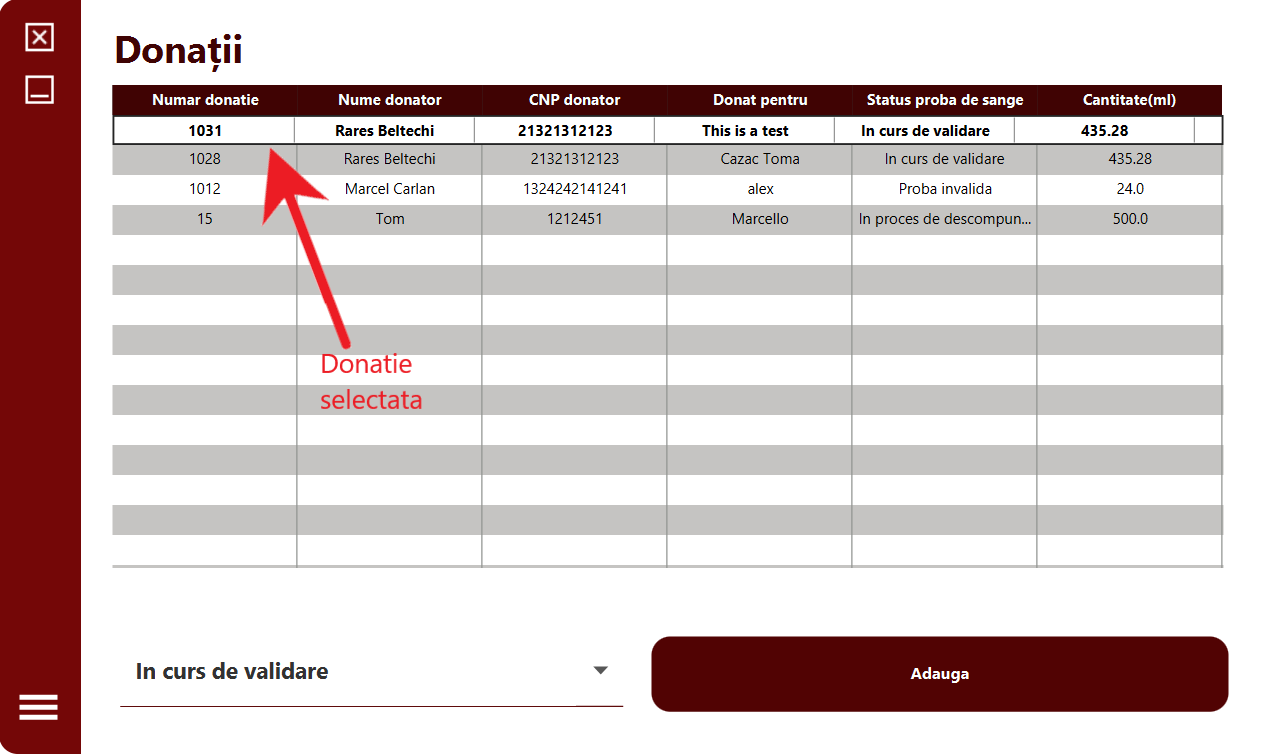 Donații
Numar donatie Nume donator CNP donator Donat pentru Status proba de sange Cantitate(ml)
1031 Rares Beltechi 21321312123 This is a test In curs de validare 435.28
1028 Rares Beltechi 21321312123 Cazac Toma In curs de validare 435.28
1012 Marcel Carlan 1324242141241 alex Proba invalida 24.0
15 Tom 1212451 Marcello In proces de descompun... 500.0
Donatie
selectata
In curs de validare Adauga